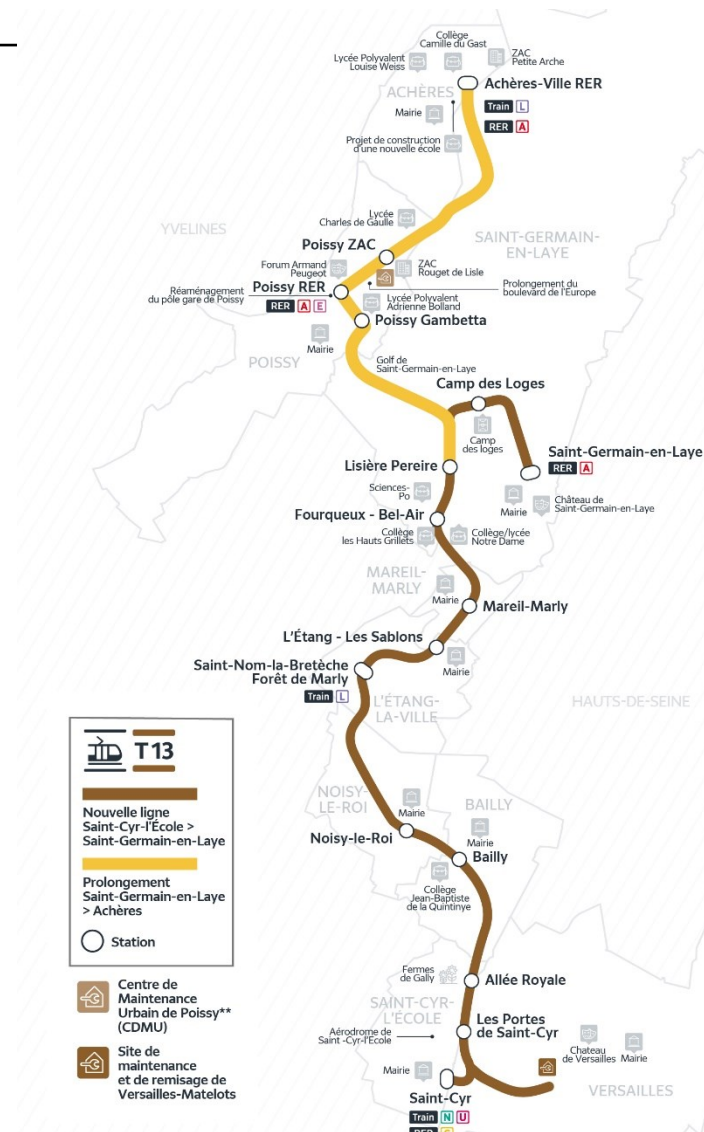 Collège
Camille du Gast
Lycée Polyvalent
Louise Weiss
ZAC
Petite Arche
Achères-Ville RER
ACHÈRES
Train L
Mairie
RER A
Projet de construction
d'une nouvelle école
Lycée
Charles de Gaulle
YVELINES
SAINT-GERMAIN-
EN-LAYE
Poissy ZAC
Forum Armand
Peugeot
ZAC
Rouget de Lisle
Poissy RER
Réaménagement
du pôle gare de Poissy
Prolongement du
boulevard de l'Europe
RER A E
Lycée Polyvalent
Adrienne Bolland
Poissy Gambetta
Mairie
POISSY
Golf de
Saint-Germain-en-Laye
Camp des Loges
Camp
des loges
Saint-Germain-en-Laye
RER A
Lisière Pereire
Sciences-
Po
Mairie
Château de
Saint-Germain-en-Laye
Fourqueux - Bel-Air
Collège
les Hauts Grillets
Collège/lycée
Notre Dame
MAREIL-
MARLY
Mairie
Mareil-Marly
L'Étang - Les Sablons
Mairie
Saint-Nom-la-Bretèche
Forêt de Marly
Train L
L'ÉTANG-
LA-VILLE
HAUTS-DE-SEINE
T13
Nouvelle ligne
Saint-Cyr-l'École >
Saint-Germain-en-Laye
Prolongement
Saint-Germain-en-Laye
> Achères
Station
Centre de
Maintenance
Urbain de Poissy**
(CDMU)
Site de
maintenance
et de remisage de
Versailles-Matelots
NOISY-
LE-ROI
Mairie
BAILLY
Mairie
Noisy-le-Roi
Bailly
Collège
Jean-Baptiste
de la Quintinye
Fermes
de Gally
Allée Royale
SAINT-CYR-
L'ÉCOLE
Les Portes
de Saint-Cyr
Aérodrome de
Saint -Cyr-l'Ecole
Chateau
de Versailles
Mairie
Mairie
VERSAILLES
Saint-Cyr
Train N U
RER C